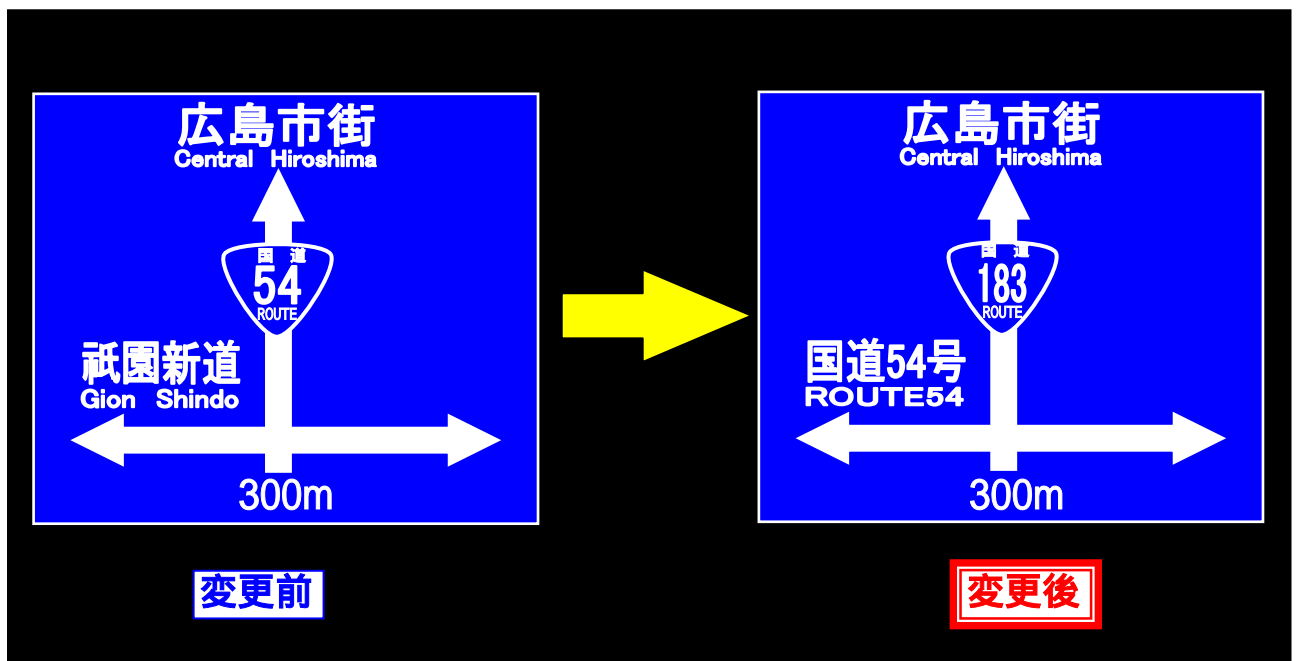 広島市街
Central Hiroshima
国道
54
ROUTE
祇園新道
Gion Shindo
300m
変更前
広島市街
Central Hiroshima
国道
183
ROUTE
国道54号
ROUTE54
300m
変更後